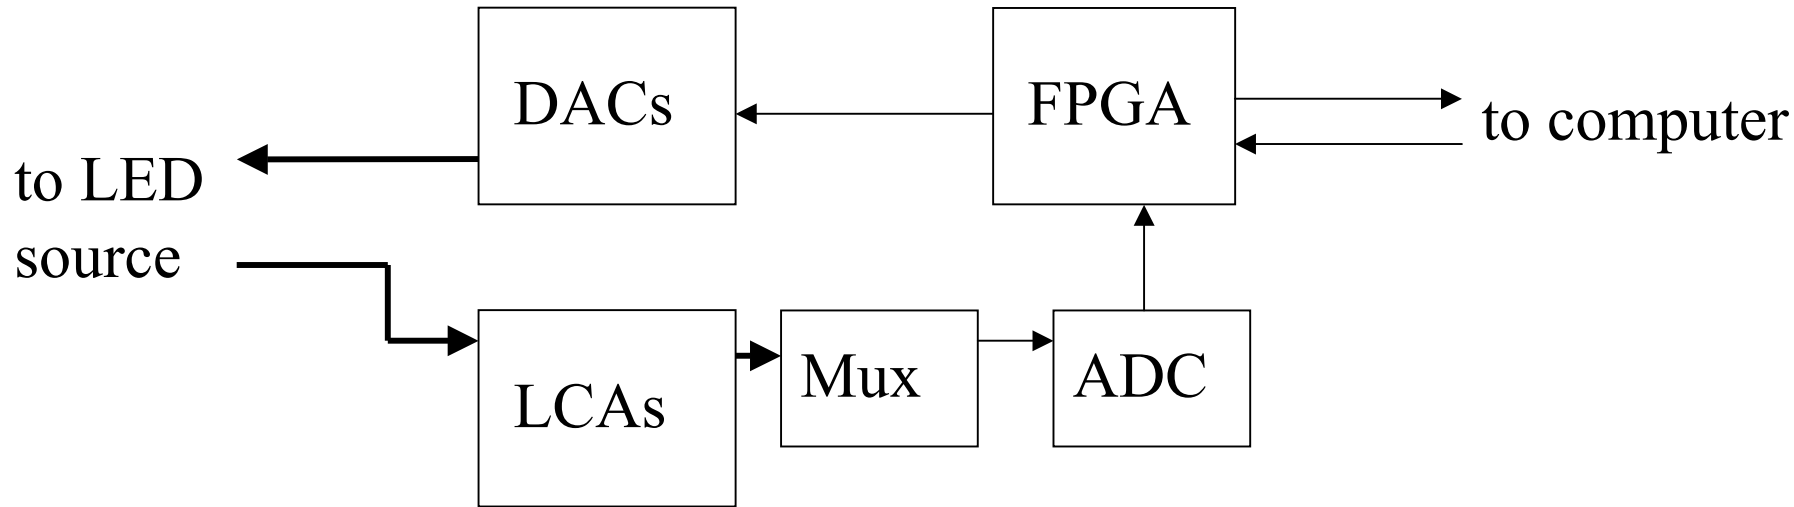 DACs
FPGA
to computer
to LED
source
LCAs
Mux
ADC